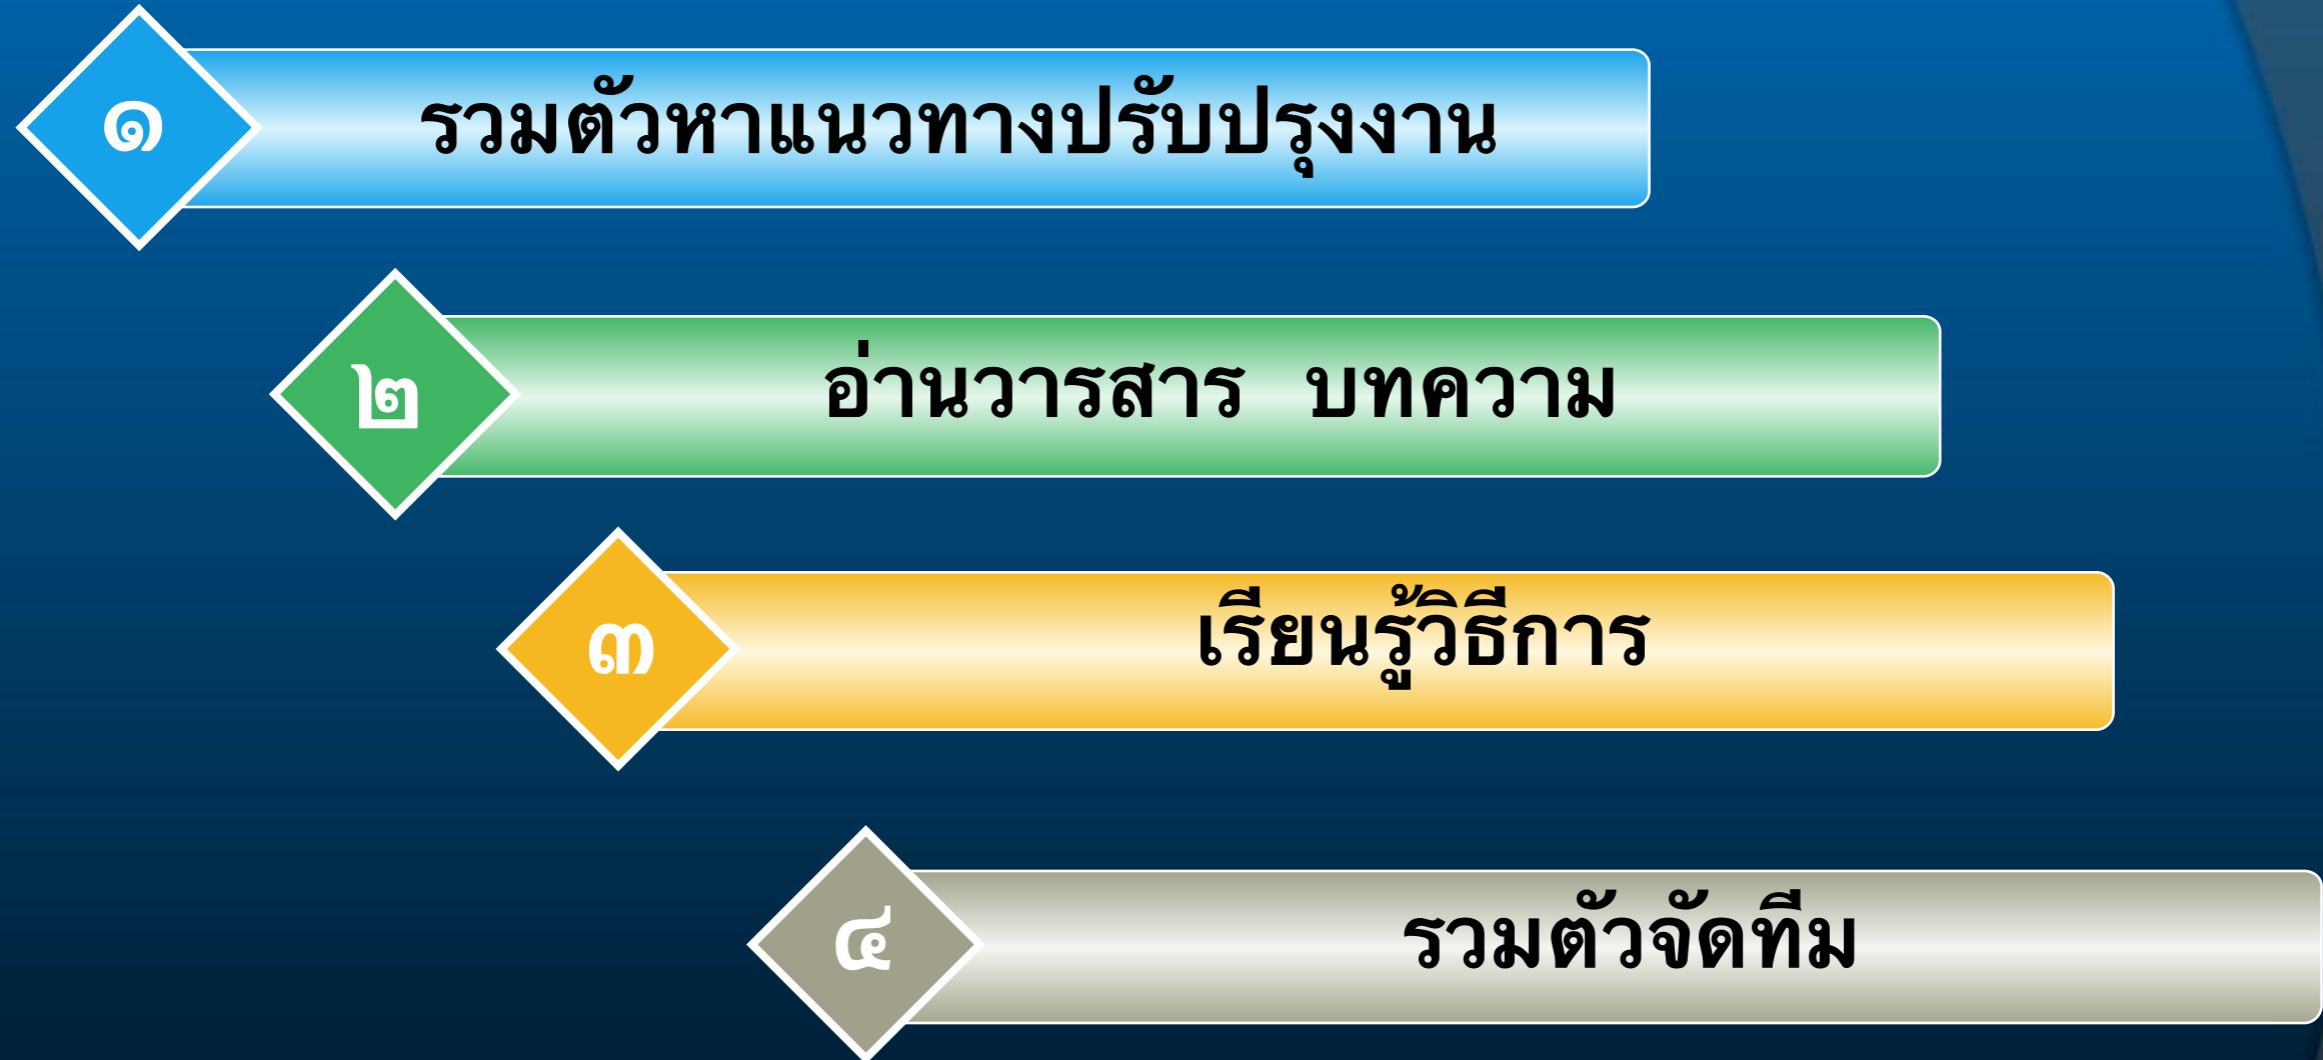 ๑ รวมตัวหาแนวทางปรับปรุงงาน
๒ อ่านวารสาร บทความ
๓ เรียนรู้วิธีการ
๔ รวมตัวจัดทีม